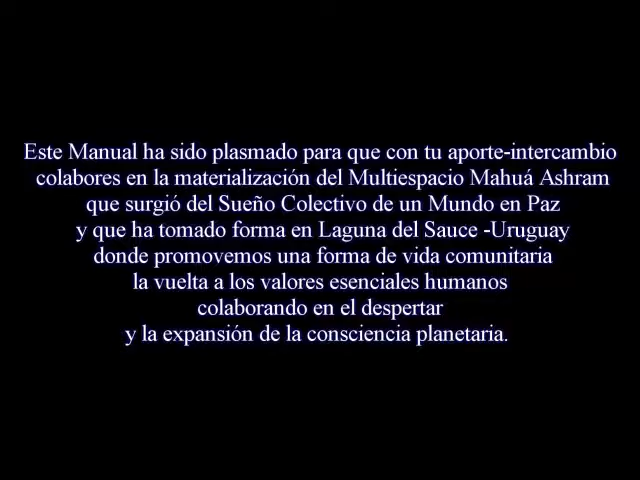 Este Manual ha sido plasmado para que con tu aporte-intercambio
colabores en la materialización del Multiespacio Mahuá Ashram
que surgió del Sueño Colectivo de un Mundo en Paz
y que ha tomado forma en Laguna del Sauce -Uruguay
donde promovemos una forma de vida comunitaria
la vuelta a los valores esenciales humanos
colaborando en el despertar
y la expansión de la consciencia planetaria.